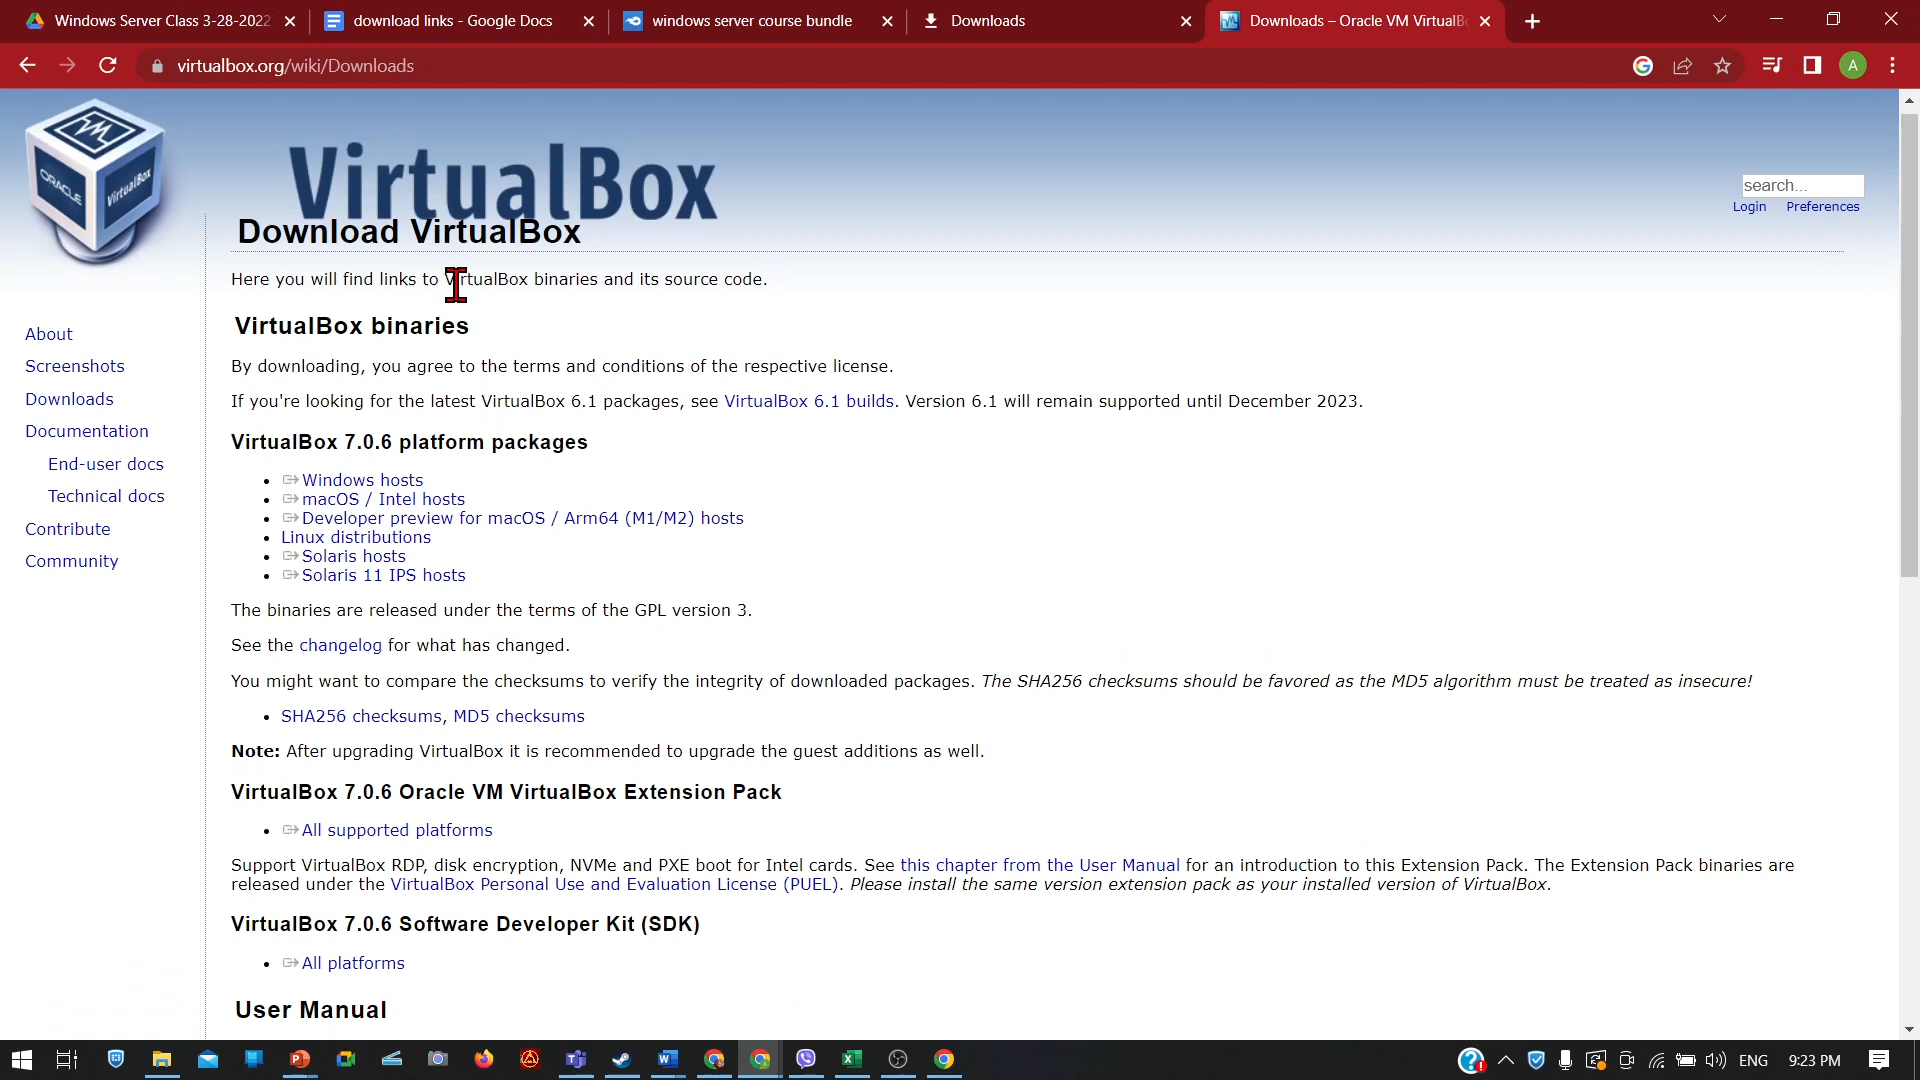 Windows Server Class 3-28-2022
download links - Google Docs
windows server course bundle
Downloads
Downloads – Oracle VM VirtualB
virtualbox.org/wiki/Downloads
A
ORACLE
VirtualBox
VirtualBox
search...
Login Preferences
Download VirtualBox
Here you will find links to VirtualBox binaries and its source code.
About
Screenshots
Downloads
Documentation
End-user docs
Technical docs
Contribute
Community
VirtualBox binaries
By downloading, you agree to the terms and conditions of the respective license.
If you're looking for the latest VirtualBox 6.1 packages, see VirtualBox 6.1 builds. Version 6.1 will remain supported until December 2023.
VirtualBox 7.0.6 platform packages
• Windows hosts
• macOS / Intel hosts
• Developer preview for macOS / Arm64 (M1/M2) hosts
• Linux distributions
• Solaris hosts
• Solaris 11 IPS hosts
The binaries are released under the terms of the GPL version 3.
See the changelog for what has changed.
You might want to compare the checksums to verify the integrity of downloaded packages. The SHA256 checksums should be favored as the MD5 algorithm must be treated as insecure!
• SHA256 checksums, MD5 checksums
Note: After upgrading VirtualBox it is recommended to upgrade the guest additions as well.
VirtualBox 7.0.6 Oracle VM VirtualBox Extension Pack
• All supported platforms
Support VirtualBox RDP, disk encryption, NVMe and PXE boot for Intel cards. See this chapter from the User Manual for an introduction to this Extension Pack. The Extension Pack binaries are
released under the VirtualBox Personal Use and Evaluation License (PUEL). Please install the same version extension pack as your installed version of VirtualBox.
VirtualBox 7.0.6 Software Developer Kit (SDK)
• All platforms
User Manual
ENG 9:23 PM